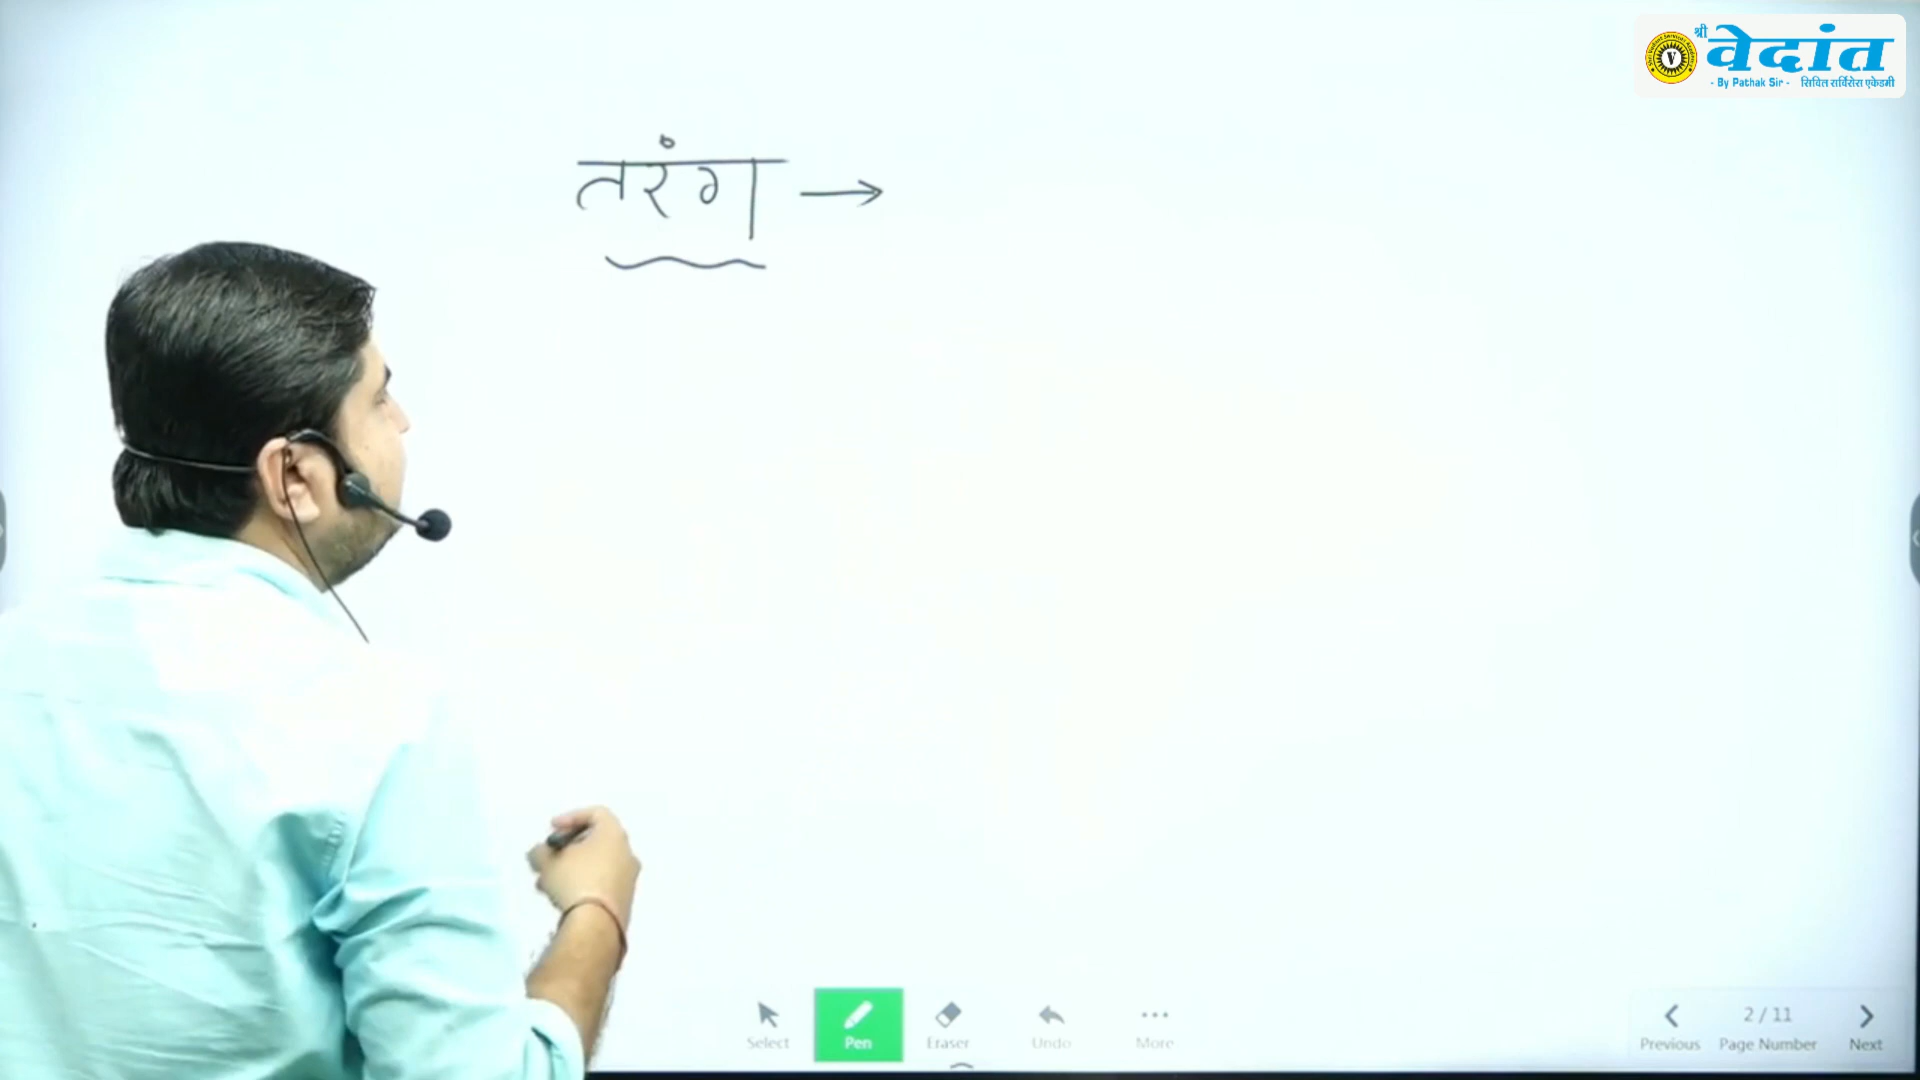 श्री वेदांत
- By Pathak Sir - सिविल सर्विसेस एकेडमी
V
तरंग →
Select Pen Eraser Undo More
Previous 2 / 11 Page Number Next